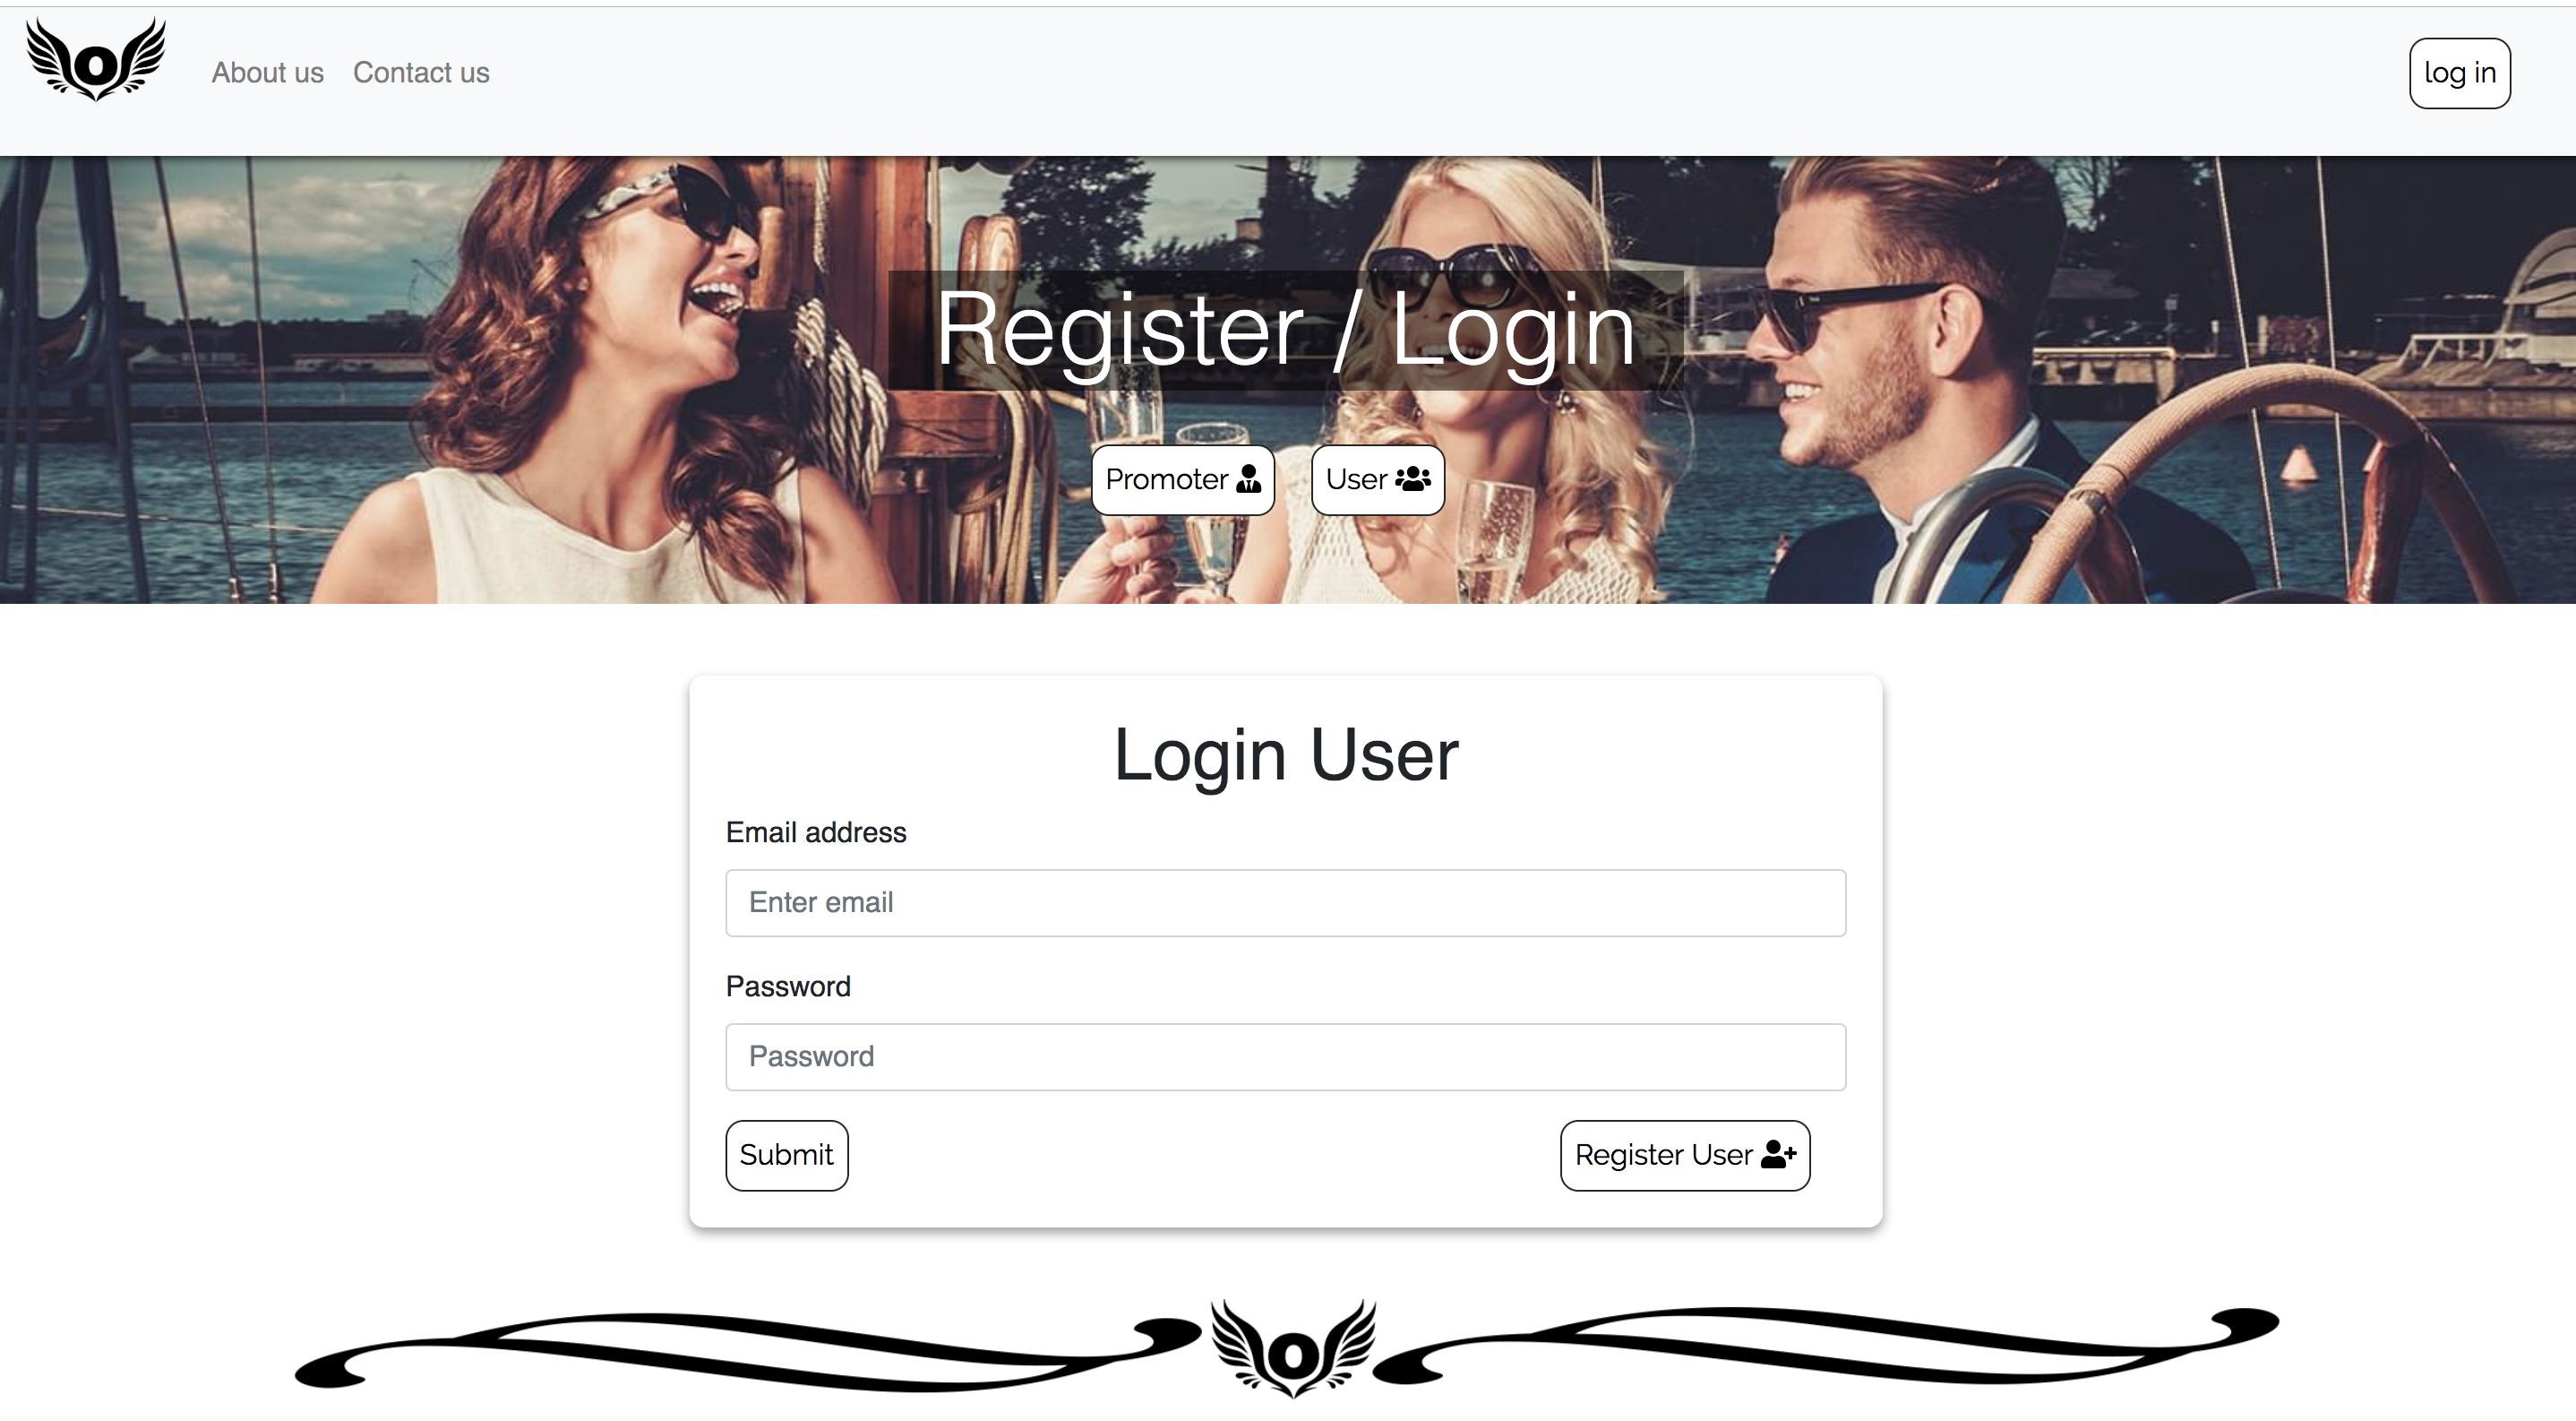 O
About us Contact us
log in
Register / Login
Promoter User
Login User
Email address
Enter email
Password
Password
Submit
Register User
O